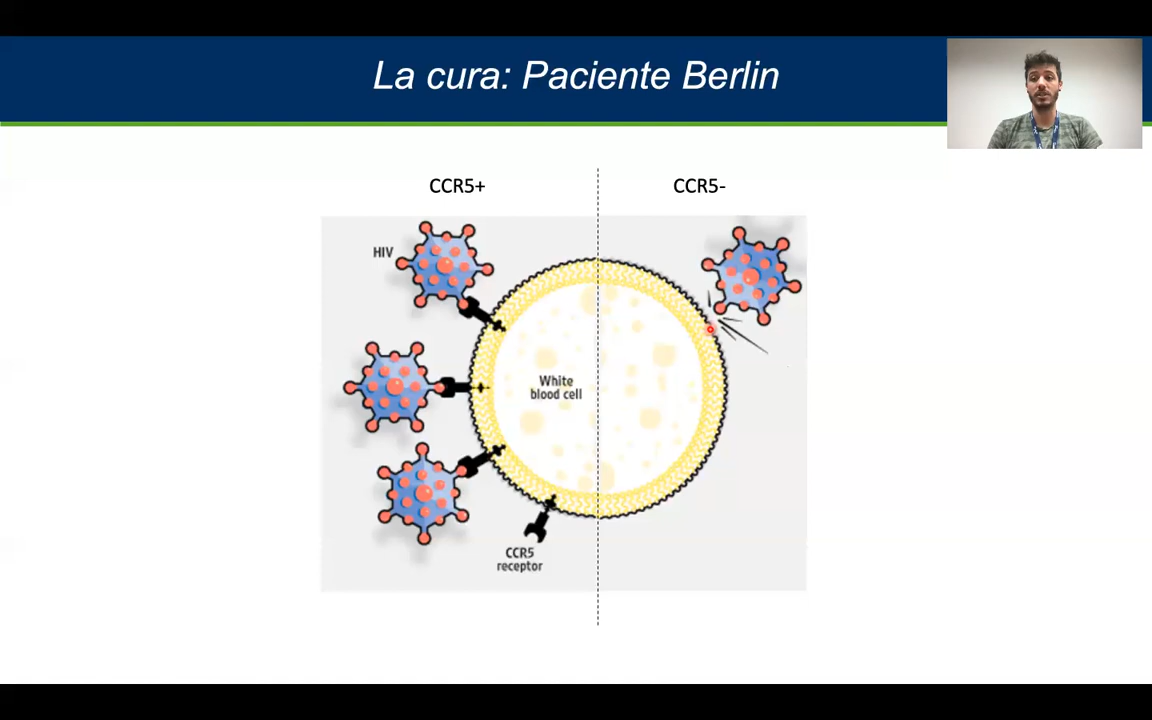 La cura: Paciente Berlin
CCR5+
CCR5-
HIV
White
blood cell
CCR5
receptor